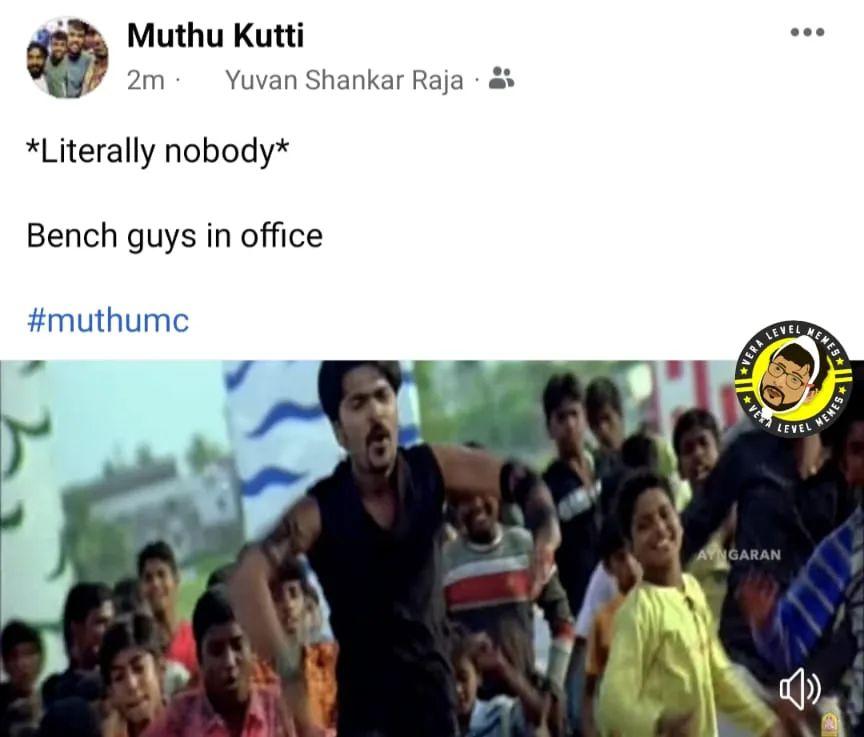 Muthu Kutti
2m · Yuvan Shankar Raja ·
*Literally nobody*
Bench guys in office
#muthumc
VERA LEVEL MEMES
VERA LEVEL MEMES
AYNGARAN